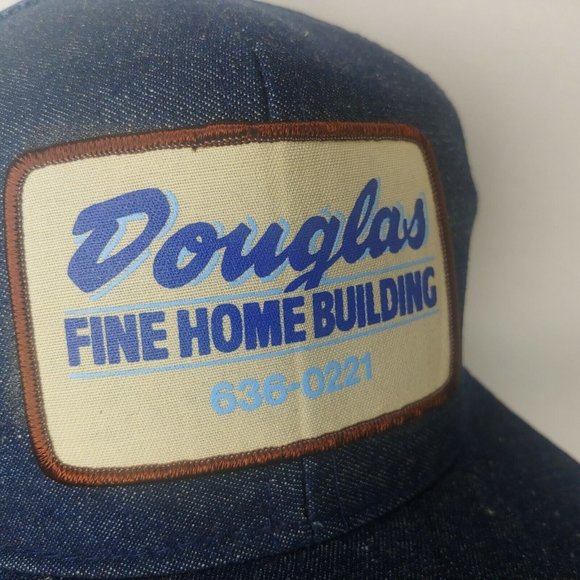 Douglas
FINE HOME BUILDING
636-0221